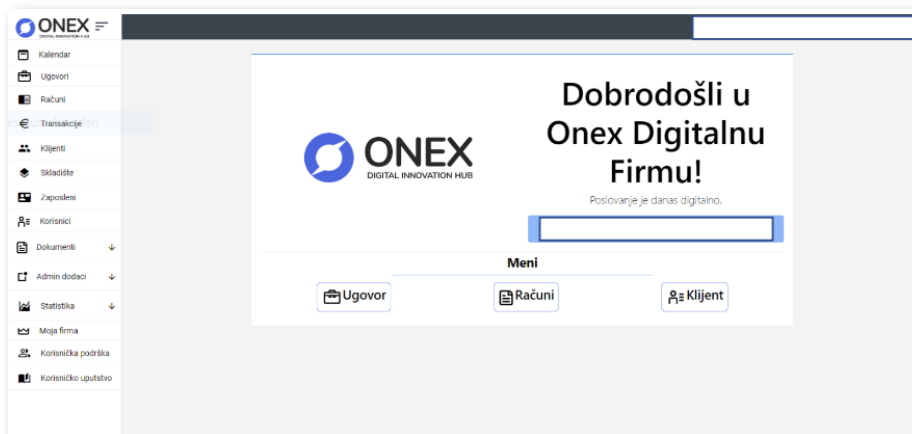 ONEX
DIGITAL INNOVATION HUB
Kalendar
Ugovori
Računi
Transakcije
Klijenti
Skladište
Zaposleni
Korisnici
Dokumenti
Admin dodaci
Statistika
Moja firma
Korisnička podrška
Korisničko uputstvo
ONEX
DIGITAL INNOVATION HUB
Dobrodošli u
Onex Digitalnu
Firmu!
Poslovanje je danas digitalno.
Meni
Ugovor
Računi
Klijent